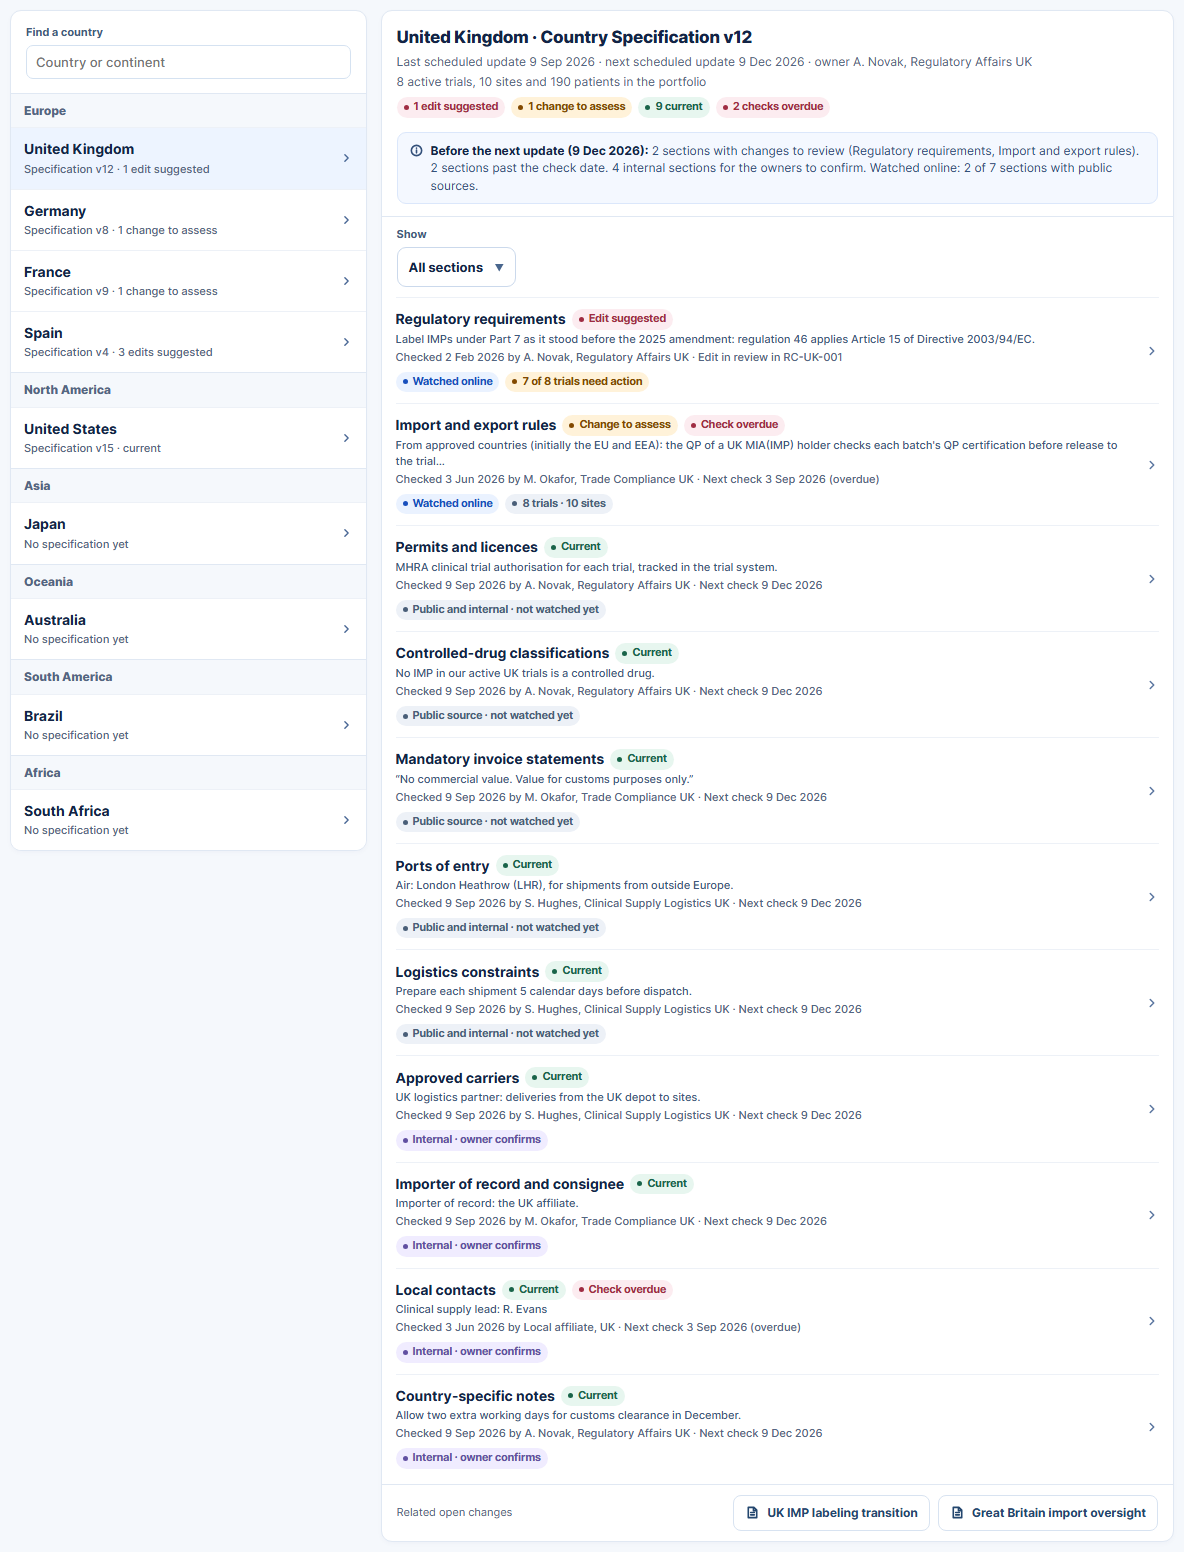 Find a country
Country or continent
Europe
United Kingdom
Specification v12 · 1 edit suggested
Germany
Specification v8 · 1 change to assess
France
Specification v9 · 1 change to assess
Spain
Specification v4 · 3 edits suggested
North America
United States
Specification v15 · current
Asia
Japan
No specification yet
Oceania
Australia
No specification yet
South America
Brazil
No specification yet
Africa
South Africa
No specification yet
United Kingdom · Country Specification v12
Last scheduled update 9 Sep 2026 · next scheduled update 9 Dec 2026 · owner A. Novak, Regulatory Affairs UK
8 active trials, 10 sites and 190 patients in the portfolio
1 edit suggested 1 change to assess 9 current 2 checks overdue
Before the next update (9 Dec 2026): 2 sections with changes to review (Regulatory requirements, Import and export rules).
2 sections past the check date. 4 internal sections for the owners to confirm. Watched online: 2 of 7 sections with public
sources.
Show
All sections
Regulatory requirements Edit suggested
Label IMPs under Part 7 as it stood before the 2025 amendment: regulation 46 applies Article 15 of Directive 2003/94/EC.
Checked 2 Feb 2026 by A. Novak, Regulatory Affairs UK · Edit in review in RC-UK-001
Watched online 7 of 8 trials need action
Import and export rules Change to assess Check overdue
From approved countries (initially the EU and EEA): the QP of a UK MIA(IMP) holder checks each batch's QP certification before release to
the trial...
Checked 3 Jun 2026 by M. Okafor, Trade Compliance UK · Next check 3 Sep 2026 (overdue)
Watched online 8 trials · 10 sites
Permits and licences Current
MHRA clinical trial authorisation for each trial, tracked in the trial system.
Checked 9 Sep 2026 by A. Novak, Regulatory Affairs UK · Next check 9 Dec 2026
Public and internal · not watched yet
Controlled-drug classifications Current
No IMP in our active UK trials is a controlled drug.
Checked 9 Sep 2026 by A. Novak, Regulatory Affairs UK · Next check 9 Dec 2026
Public source · not watched yet
Mandatory invoice statements Current
“No commercial value. Value for customs purposes only.”
Checked 9 Sep 2026 by M. Okafor, Trade Compliance UK · Next check 9 Dec 2026
Public source · not watched yet
Ports of entry Current
Air: London Heathrow (LHR), for shipments from outside Europe.
Checked 9 Sep 2026 by S. Hughes, Clinical Supply Logistics UK · Next check 9 Dec 2026
Public and internal · not watched yet
Logistics constraints Current
Prepare each shipment 5 calendar days before dispatch.
Checked 9 Sep 2026 by S. Hughes, Clinical Supply Logistics UK · Next check 9 Dec 2026
Public and internal · not watched yet
Approved carriers Current
UK logistics partner: deliveries from the UK depot to sites.
Checked 9 Sep 2026 by S. Hughes, Clinical Supply Logistics UK · Next check 9 Dec 2026
Internal · owner confirms
Importer of record and consignee Current
Importer of record: the UK affiliate.
Checked 9 Sep 2026 by M. Okafor, Trade Compliance UK · Next check 9 Dec 2026
Internal · owner confirms
Local contacts Current Check overdue
Clinical supply lead: R. Evans
Checked 3 Jun 2026 by Local affiliate, UK · Next check 3 Sep 2026 (overdue)
Internal · owner confirms
Country-specific notes Current
Allow two extra working days for customs clearance in December.
Checked 9 Sep 2026 by A. Novak, Regulatory Affairs UK · Next check 9 Dec 2026
Internal · owner confirms
Related open changes
UK IMP labeling transition
Great Britain import oversight